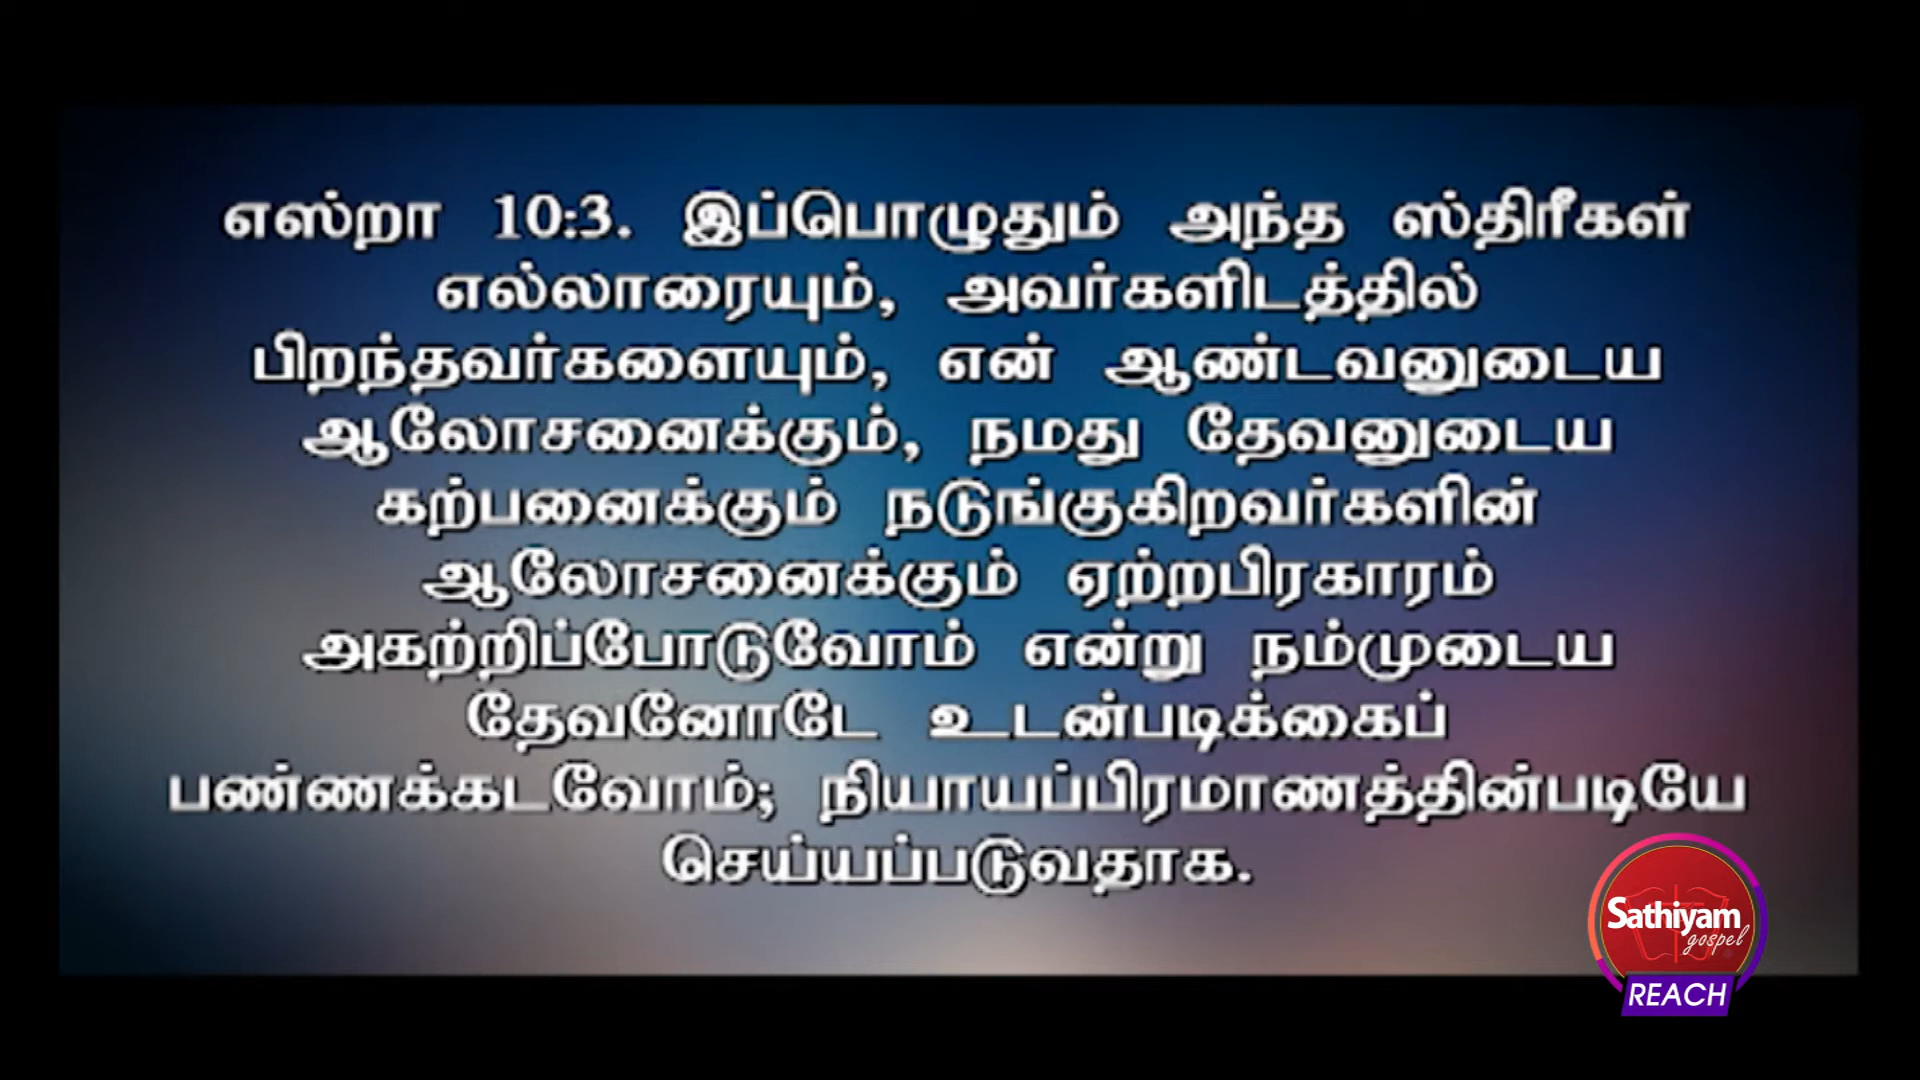 எஸ்றா 10:3. இப்பொழுதும் அந்த ஸ்திரீகள்
எல்லாரையும், அவர்களிடத்தில்
பிறந்தவர்களையும், என் ஆண்டவனுடைய
ஆலோசனைக்கும், நமது தேவனுடைய
கற்பனைக்கும் நடுங்குகிறவர்களின்
ஆலோசனைக்கும் ஏற்றபிரகாரம்
அகற்றிப்போடுவோம் என்று நம்முடைய
தேவனோடே உடன்படிக்கைப்
பண்ணக்கடவோம்; நியாயப்பிரமாணத்தின்படியே
செய்யப்படுவதாக.
Sathiyam
gospel
REACH